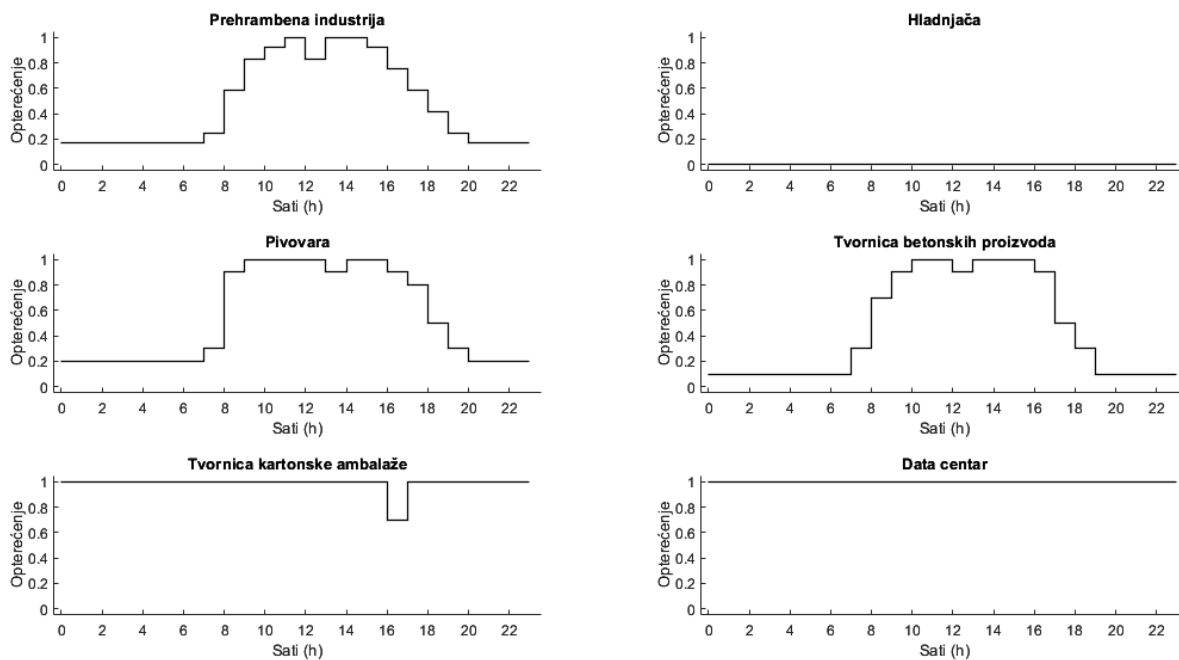 Prehrambena industrija
Opterećenje
1
0.8
0.6
0.4
0.2
0
0 2 4 6 8 10 12 14 16 18 20 22
Sati (h)
Hladnjača
Opterećenje
1
0.8
0.6
0.4
0.2
0
0 2 4 6 8 10 12 14 16 18 20 22
Sati (h)
Pivovara
Opterećenje
1
0.8
0.6
0.4
0.2
0
0 2 4 6 8 10 12 14 16 18 20 22
Sati (h)
Tvornica betonskih proizvoda
Opterećenje
1
0.8
0.6
0.4
0.2
0
0 2 4 6 8 10 12 14 16 18 20 22
Sati (h)
Tvornica kartonske ambalaže
Opterećenje
1
0.8
0.6
0.4
0.2
0
0 2 4 6 8 10 12 14 16 18 20 22
Sati (h)
Data centar
Opterećenje
1
0.8
0.6
0.4
0.2
0
0 2 4 6 8 10 12 14 16 18 20 22
Sati (h)